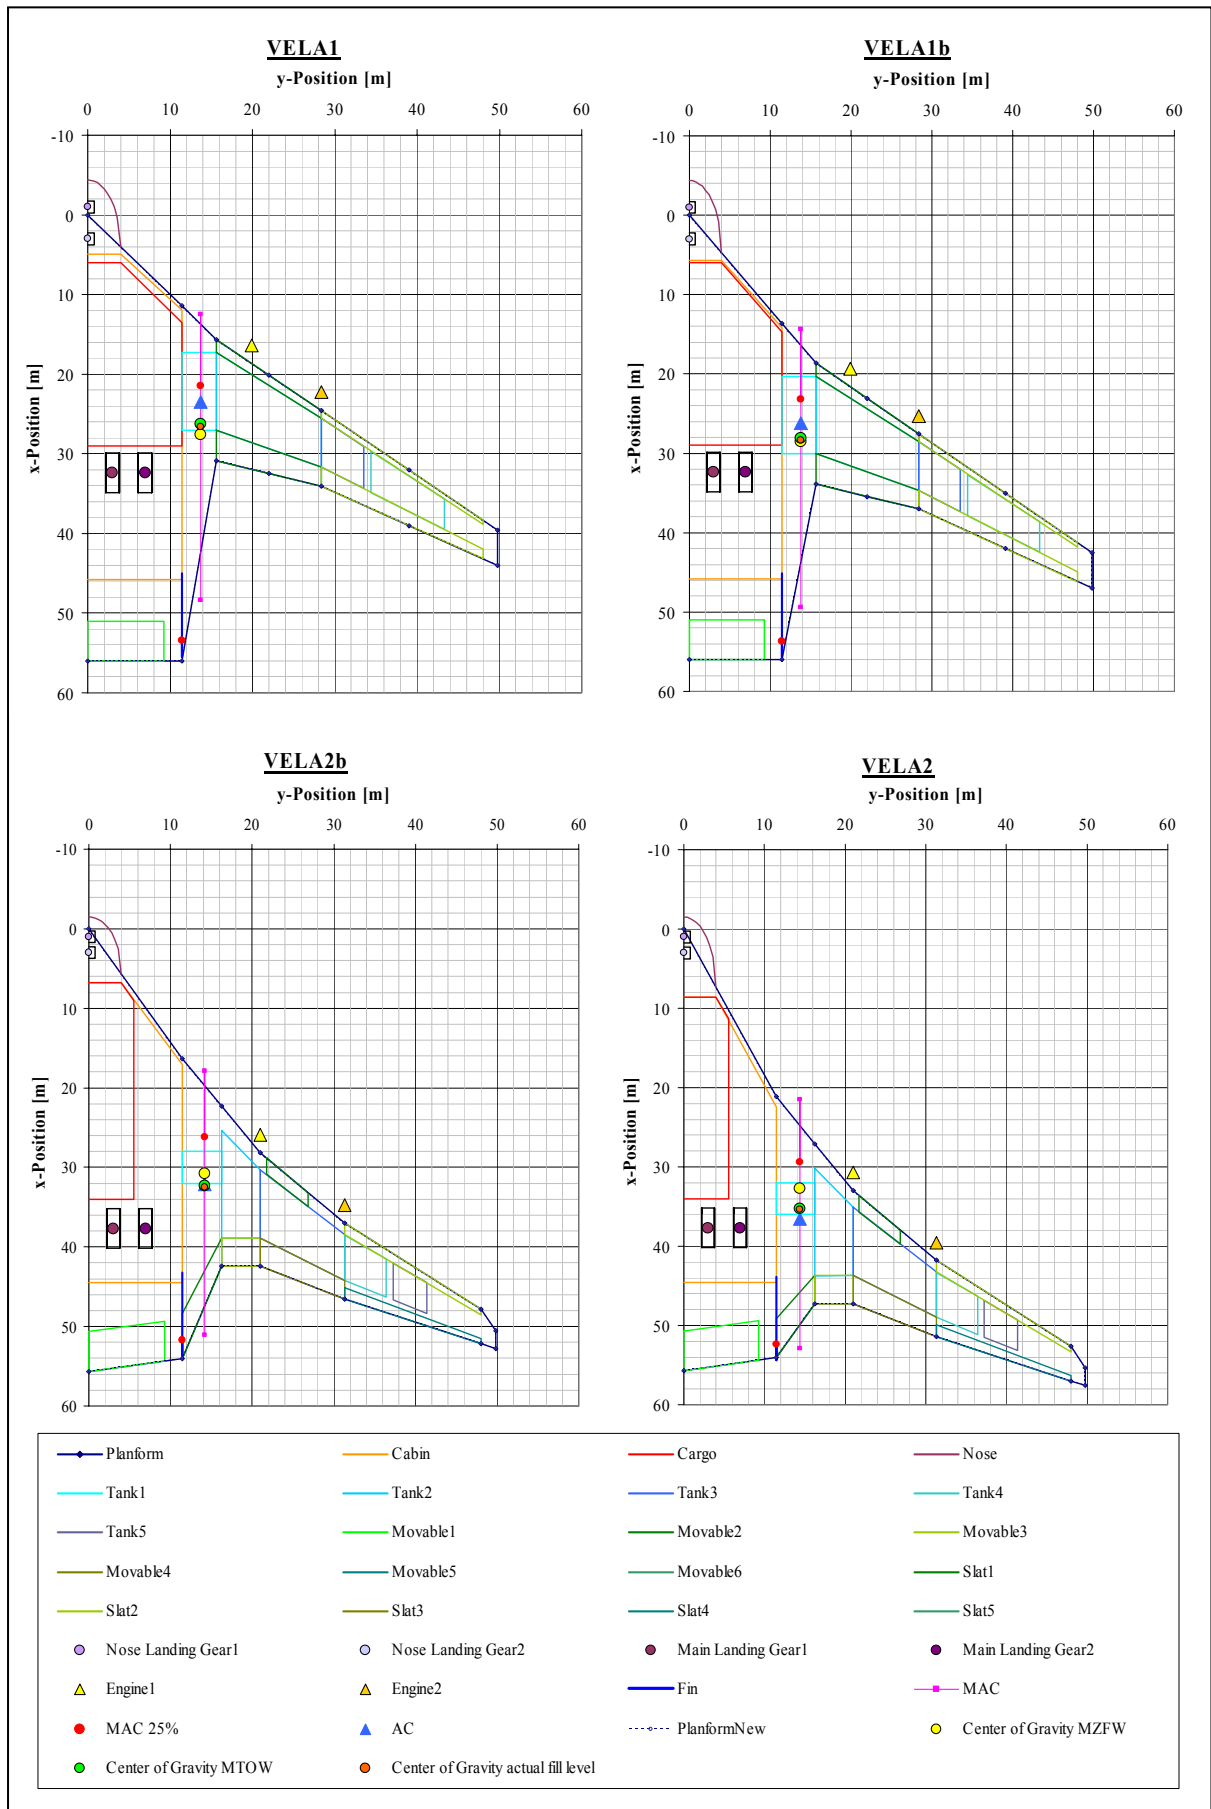 VELA1
y-Position [m]
0 10 20 30 40 50 60
-10
0
10
20
30
40
50
60
x-Position [m]
VELA1b
y-Position [m]
0 10 20 30 40 50 60
-10
0
10
20
30
40
50
60
x-Position [m]
VELA2b
y-Position [m]
0 10 20 30 40 50 60
-10
0
10
20
30
40
50
60
x-Position [m]
VELA2
y-Position [m]
0 10 20 30 40 50 60
-10
0
10
20
30
40
50
60
x-Position [m]
Planform Cabin Cargo Nose
Tank1 Tank2 Tank3 Tank4
Tank5 Movable1 Movable2 Movable3
Movable4 Movable5 Movable6 Slat1
Slat2 Slat3 Slat4 Slat5
Nose Landing Gear1 Nose Landing Gear2 Main Landing Gear1 Main Landing Gear2
Engine1 Engine2 Fin MAC
MAC 25% AC PlanformNew Center of Gravity MZFW
Center of Gravity MTOW Center of Gravity actual fill level